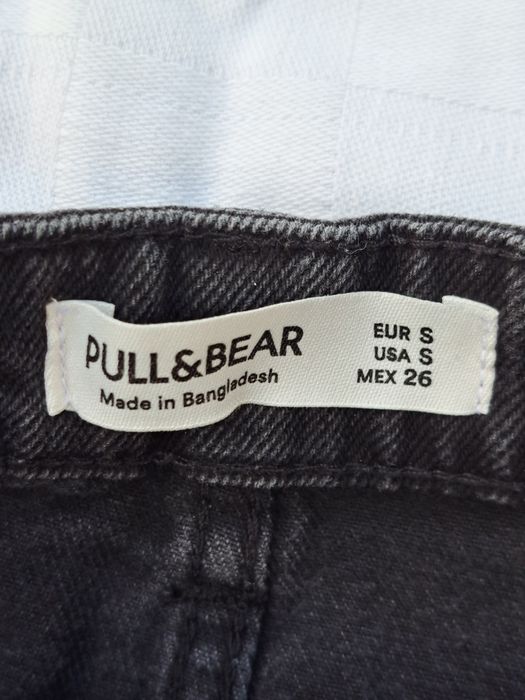 PULL&BEAR
Made in Bangladesh
EUR S
USA S
MEX 26